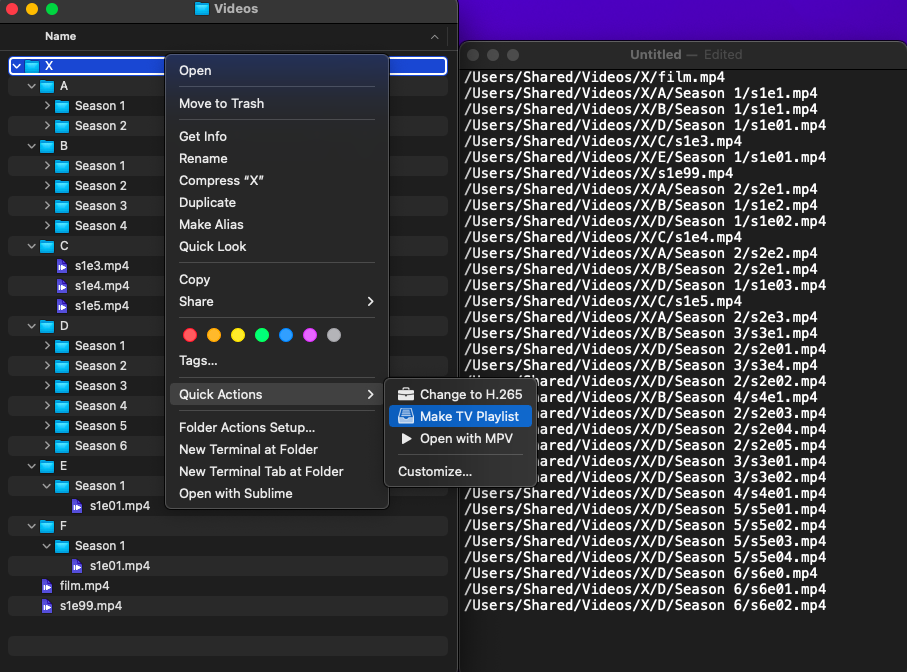 Videos
Name
X
A
Season 1
Season 2
B
Season 1
Season 2
Season 3
Season 4
C
s1e3.mp4
s1e4.mp4
s1e5.mp4
D
Season 1
Season 2
Season 3
Season 4
Season 5
Season 6
E
Season 1
s1e01.mp4
F
Season 1
s1e01.mp4
film.mp4
s1e99.mp4
Open
Move to Trash
Get Info
Rename
Compress “X”
Duplicate
Make Alias
Quick Look
Copy
Share
Tags...
Quick Actions
Folder Actions Setup...
New Terminal at Folder
New Terminal Tab at Folder
Open with Sublime
Change to H.265
Make TV Playlist
Open with MPV
Customize...
Untitled — Edited
/Users/Shared/Videos/X/film.mp4
/Users/Shared/Videos/X/A/Season 1/s1e1.mp4
/Users/Shared/Videos/X/B/Season 1/s1e1.mp4
/Users/Shared/Videos/X/D/Season 1/s1e01.mp4
/Users/Shared/Videos/X/C/s1e3.mp4
/Users/Shared/Videos/X/E/Season 1/s1e01.mp4
/Users/Shared/Videos/X/s1e99.mp4
/Users/Shared/Videos/X/A/Season 2/s2e1.mp4
/Users/Shared/Videos/X/B/Season 1/s1e2.mp4
/Users/Shared/Videos/X/D/Season 1/s1e02.mp4
/Users/Shared/Videos/X/C/s1e4.mp4
/Users/Shared/Videos/X/A/Season 2/s2e2.mp4
/Users/Shared/Videos/X/B/Season 2/s2e1.mp4
/Users/Shared/Videos/X/D/Season 1/s1e03.mp4
/Users/Shared/Videos/X/C/s1e5.mp4
/Users/Shared/Videos/X/A/Season 2/s2e3.mp4
/Users/Shared/Videos/X/B/Season 3/s3e1.mp4
/Users/Shared/Videos/X/D/Season 2/s2e01.mp4
/Users/Shared/Videos/X/B/Season 3/s3e4.mp4
/Users/Shared/Videos/X/D/Season 2/s2e02.mp4
/Users/Shared/Videos/X/B/Season 4/s4e1.mp4
/Users/Shared/Videos/X/D/Season 2/s2e03.mp4
/Users/Shared/Videos/X/D/Season 2/s2e04.mp4
/Users/Shared/Videos/X/D/Season 2/s2e05.mp4
/Users/Shared/Videos/X/D/Season 3/s3e01.mp4
/Users/Shared/Videos/X/D/Season 3/s3e02.mp4
/Users/Shared/Videos/X/D/Season 4/s4e01.mp4
/Users/Shared/Videos/X/D/Season 5/s5e01.mp4
/Users/Shared/Videos/X/D/Season 5/s5e02.mp4
/Users/Shared/Videos/X/D/Season 5/s5e03.mp4
/Users/Shared/Videos/X/D/Season 5/s5e04.mp4
/Users/Shared/Videos/X/D/Season 6/s6e0.mp4
/Users/Shared/Videos/X/D/Season 6/s6e01.mp4
/Users/Shared/Videos/X/D/Season 6/s6e02.mp4